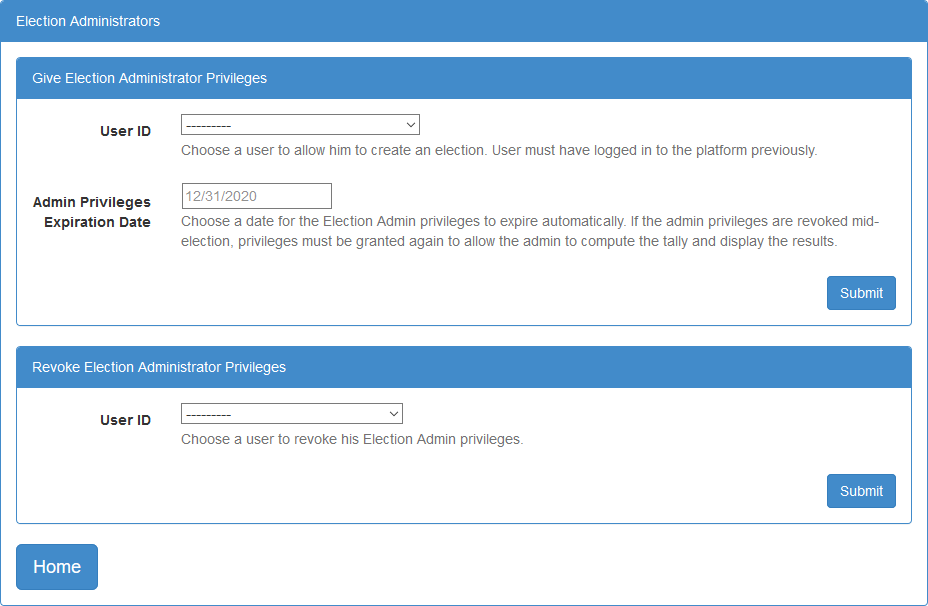 Election Administrators
Give Election Administrator Privileges
User ID
---------
Choose a user to allow him to create an election. User must have logged in to the platform previously.
Admin Privileges
Expiration Date
12/31/2020
Choose a date for the Election Admin privileges to expire automatically. If the admin privileges are revoked mid-
election, privileges must be granted again to allow the admin to compute the tally and display the results.
Submit
Revoke Election Administrator Privileges
User ID
---------
Choose a user to revoke his Election Admin privileges.
Submit
Home